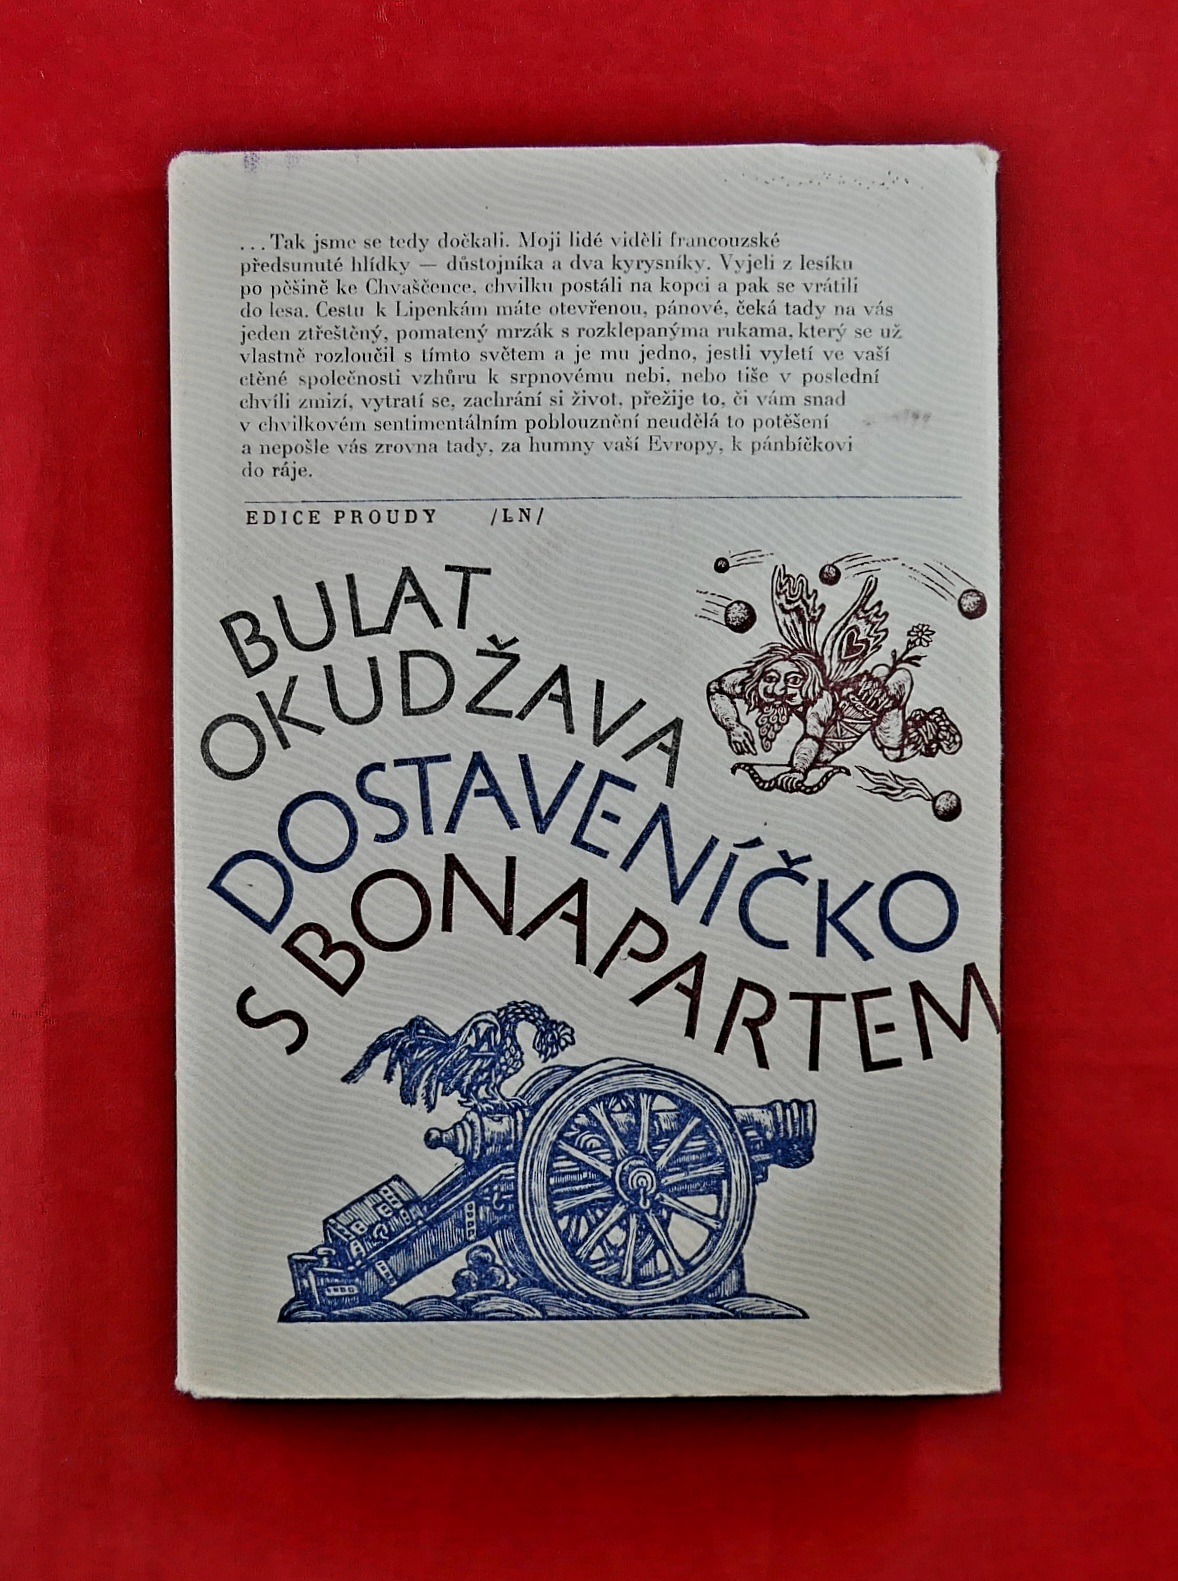 ...Tak jsme se tedy dočkali. Moji lidé viděli francouzské
předsunuté hlídky — důstojníka a dva kyrysníky. Vyjeli z lesíku
po pěšině ke Chvaščence, chvilku postáli na kopci a pak se vrátili
do lesa. Cestu k Lipenkám máte otevřenou, pánové, čeká tady na vás
jeden ztřeštěný, pomatený mrzák s rozklepanýma rukama, který se už
vlastně rozloučil s tímto světem a je mu jedno, jestli vyletí ve vaší
ctěné společnosti vzhůru k srpnovému nebi, nebo tiše v poslední
chvíli zmizí, vytratí se, zachrání si život, přežije to, či vám snad
v chvilkovém sentimentálním poblouznění neudělá to potěšení
a nepošle vás zrovna tady, za humny vaší Evropy, k pánbíčkovi
do ráje.
EDICE PROUDY /LN/
BULAT
OKUDŽAVA
DOSTAVENÍČKO
S BONAPARTEM